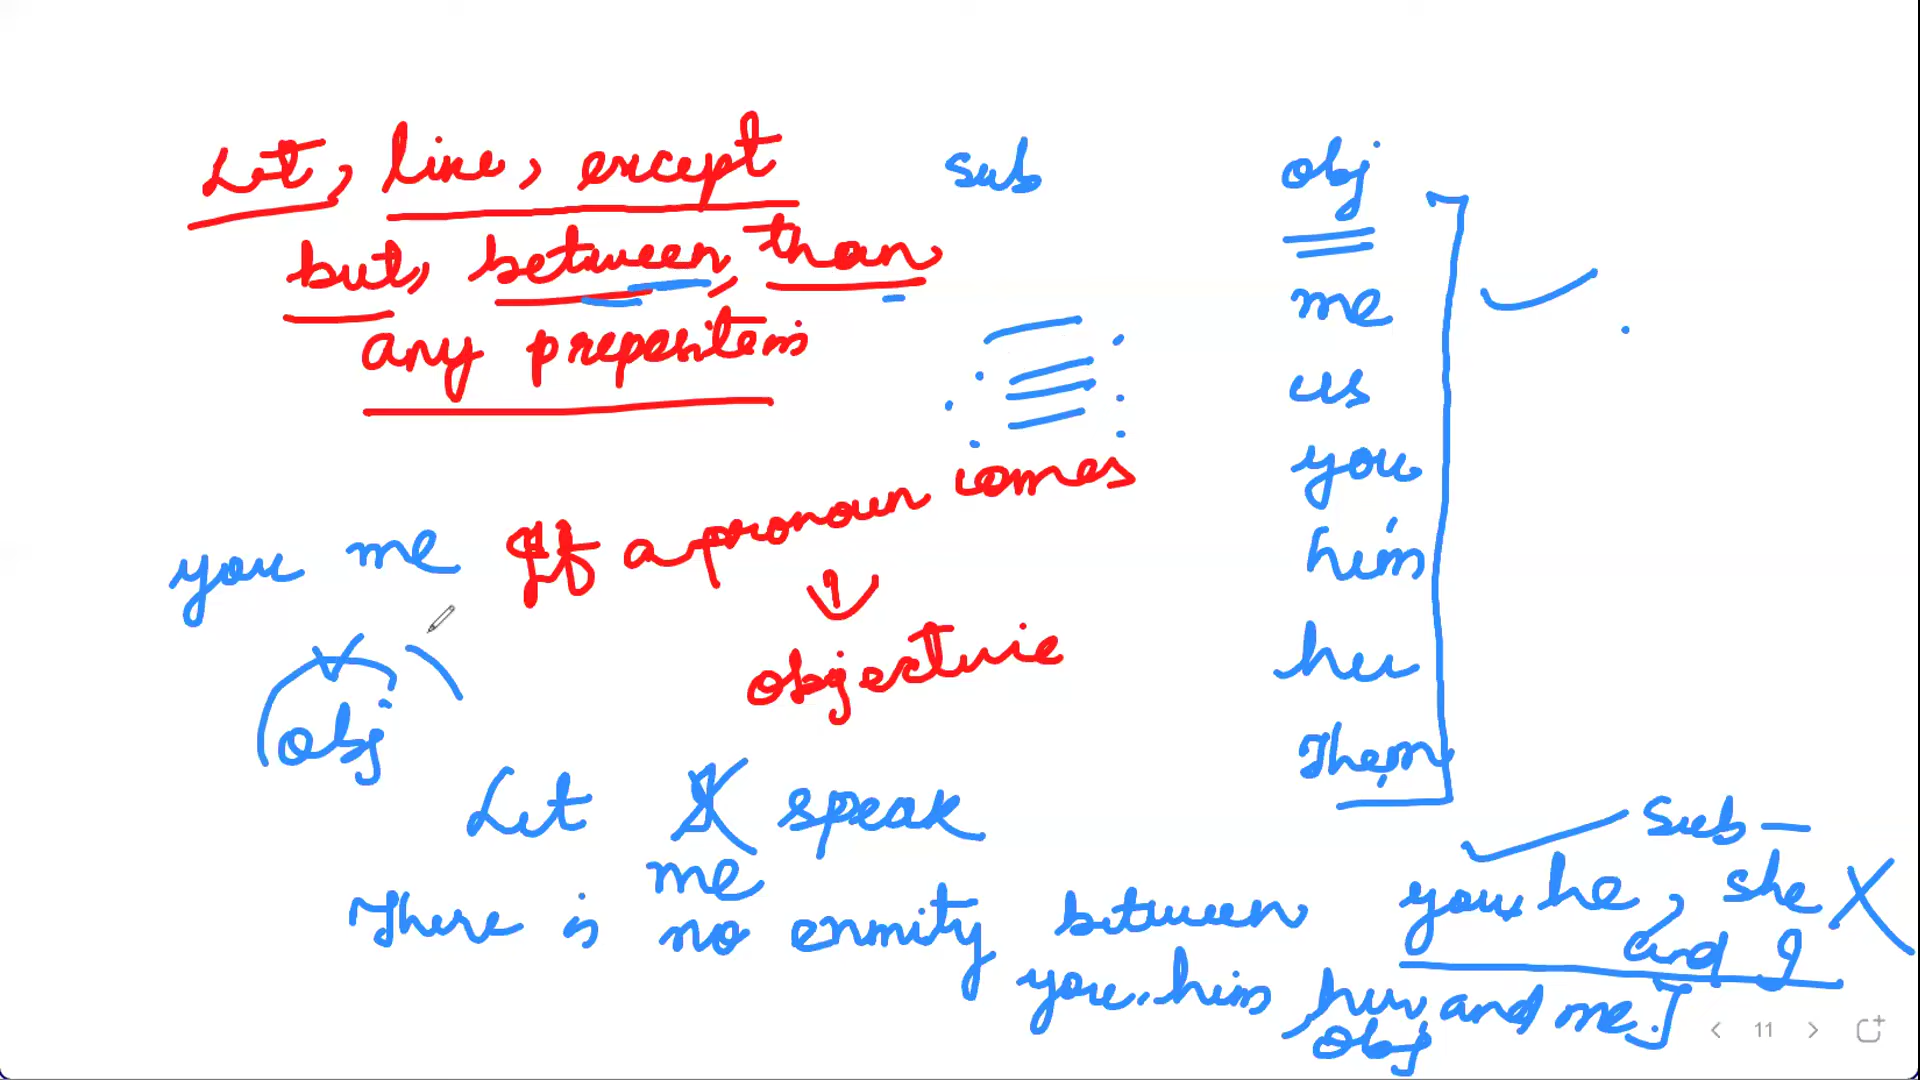 Let, like, except
but, between, than
any prepositions
sub
obj
me
us
you
him
her
Them
you me
If a pronoun comes
objective
obj
Let I speak
me
Sub
There is no enmity between you, he, she
and I
you, him, her and me.
Obj
11